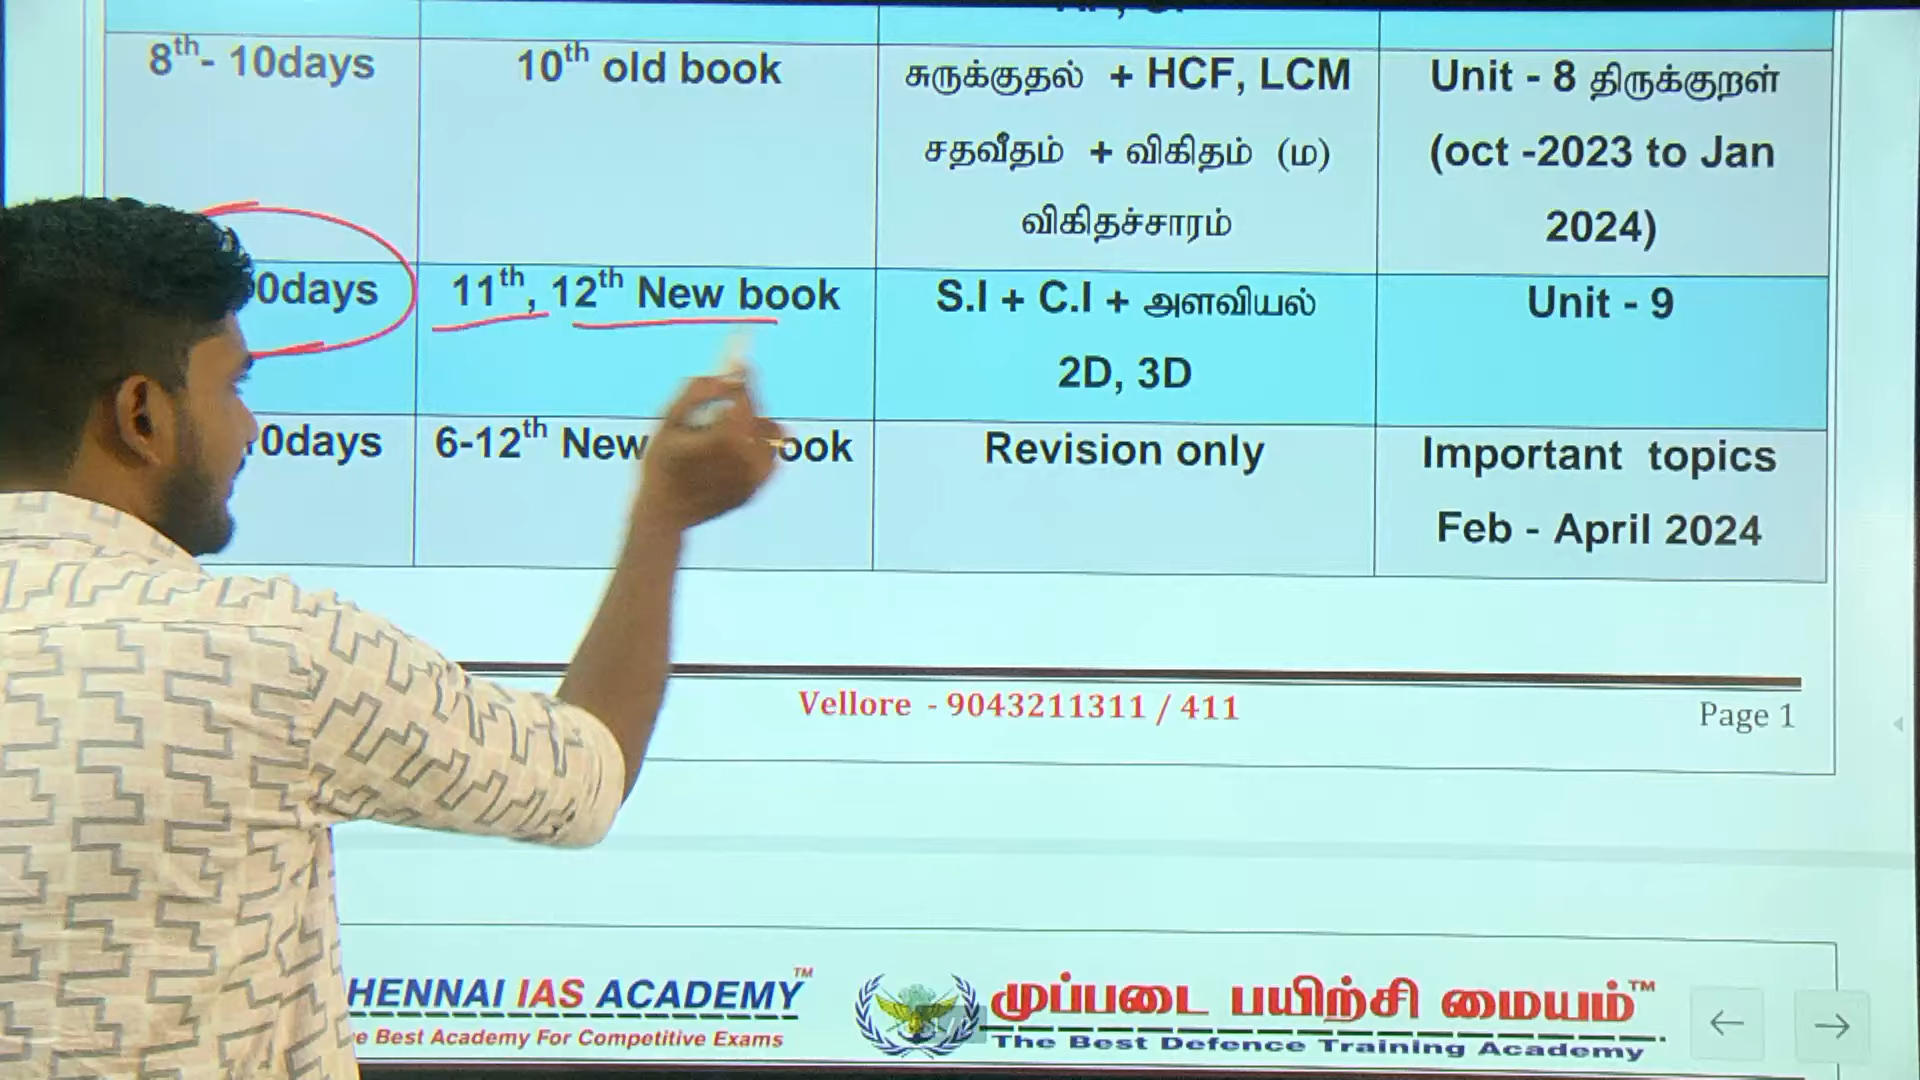 8th- 10days
10th old book
சுருக்குதல் + HCF, LCM
சதவீதம் + விகிதம் (ம)
விகிதச்சாரம்
Unit - 8 திருக்குறள்
(oct -2023 to Jan
2024)
0days
11th, 12th New book
S.I + C.I + அளவியல்
2D, 3D
Unit - 9
0days
6-12th New ook
Revision only
Important topics
Feb - April 2024
Vellore - 9043211311 / 411
Page 1
HENNAI IAS ACADEMY™
e Best Academy For Competitive Exams
முப்படை பயிற்சி மையம்™
The Best Defence Training Academy